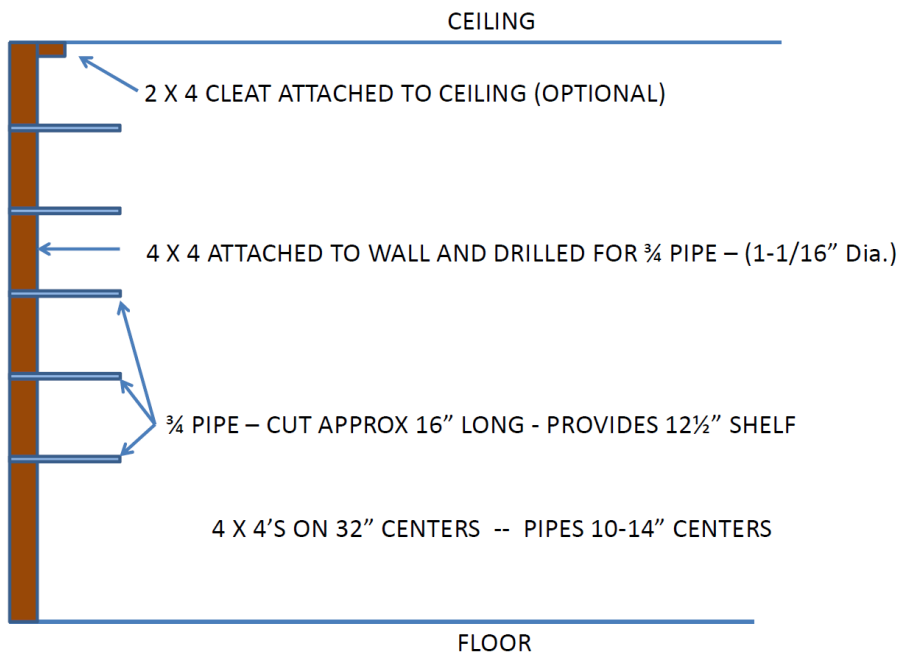 CEILING
2 X 4 CLEAT ATTACHED TO CEILING (OPTIONAL)
4 X 4 ATTACHED TO WALL AND DRILLED FOR ¾ PIPE – (1-1/16” Dia.)
¾ PIPE – CUT APPROX 16” LONG - PROVIDES 12½” SHELF
4 X 4’S ON 32” CENTERS -- PIPES 10-14” CENTERS
FLOOR